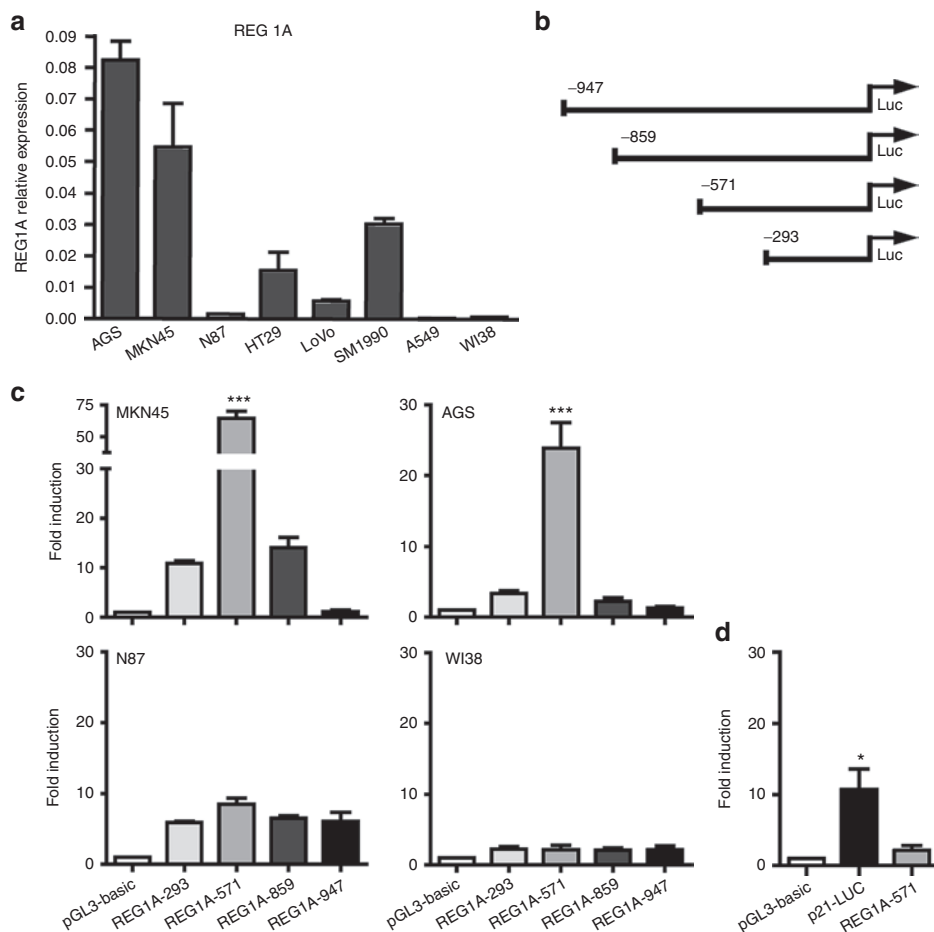 a
REG 1A
REG1A relative expression
0.09
0.08
0.07
0.06
0.05
0.04
0.03
0.02
0.01
0.00
AGS
MKN45
N87
HT29
LoVo
SM1990
A549
WI38
b
–947
Luc
–859
Luc
–571
Luc
–293
Luc
c
MKN45
***
Fold induction
75
50
30
20
10
0
AGS
***
30
20
10
0
N87
Fold induction
30
20
10
0
pGL3-basic
REG1A-293
REG1A-571
REG1A-859
REG1A-947
WI38
30
20
10
0
pGL3-basic
REG1A-293
REG1A-571
REG1A-859
REG1A-947
d
Fold induction
30
20
10
0
*
pGL3-basic
p21-LUC
REG1A-571